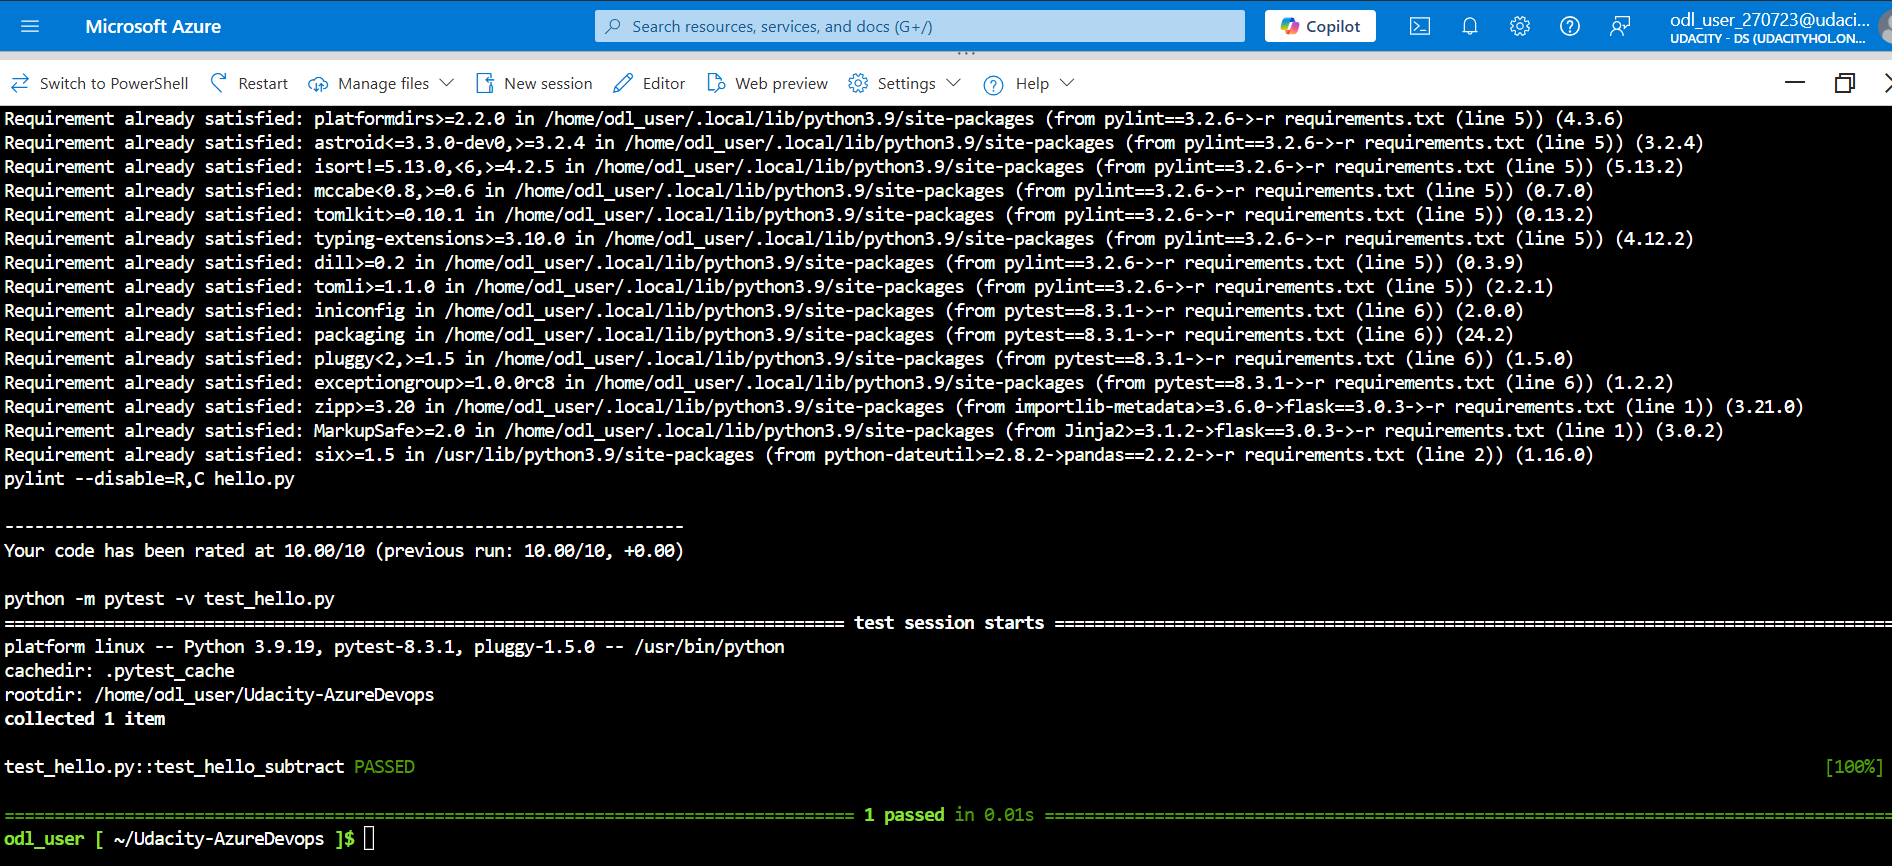 Microsoft Azure
Search resources, services, and docs (G+/)
Copilot
odl_user_270723@udaci...
UDACITY - DS (UDACITYHOL.ON...
Switch to PowerShell Restart Manage files New session Editor Web preview Settings Help
Requirement already satisfied: platformdirs>=2.2.0 in /home/odl_user/.local/lib/python3.9/site-packages (from pylint==3.2.6->-r requirements.txt (line 5)) (4.3.6)
Requirement already satisfied: astroid<=3.3.0-dev0,>=3.2.4 in /home/odl_user/.local/lib/python3.9/site-packages (from pylint==3.2.6->-r requirements.txt (line 5)) (3.2.4)
Requirement already satisfied: isort!=5.13.0,<6,>=4.2.5 in /home/odl_user/.local/lib/python3.9/site-packages (from pylint==3.2.6->-r requirements.txt (line 5)) (5.13.2)
Requirement already satisfied: mccabe<0.8,>=0.6 in /home/odl_user/.local/lib/python3.9/site-packages (from pylint==3.2.6->-r requirements.txt (line 5)) (0.7.0)
Requirement already satisfied: tomlkit>=0.10.1 in /home/odl_user/.local/lib/python3.9/site-packages (from pylint==3.2.6->-r requirements.txt (line 5)) (0.13.2)
Requirement already satisfied: typing-extensions>=3.10.0 in /home/odl_user/.local/lib/python3.9/site-packages (from pylint==3.2.6->-r requirements.txt (line 5)) (4.12.2)
Requirement already satisfied: dill>=0.2 in /home/odl_user/.local/lib/python3.9/site-packages (from pylint==3.2.6->-r requirements.txt (line 5)) (0.3.9)
Requirement already satisfied: tomli>=1.1.0 in /home/odl_user/.local/lib/python3.9/site-packages (from pylint==3.2.6->-r requirements.txt (line 5)) (2.2.1)
Requirement already satisfied: iniconfig in /home/odl_user/.local/lib/python3.9/site-packages (from pytest==8.3.1->-r requirements.txt (line 6)) (2.0.0)
Requirement already satisfied: packaging in /home/odl_user/.local/lib/python3.9/site-packages (from pytest==8.3.1->-r requirements.txt (line 6)) (24.2)
Requirement already satisfied: pluggy<2,>=1.5 in /home/odl_user/.local/lib/python3.9/site-packages (from pytest==8.3.1->-r requirements.txt (line 6)) (1.5.0)
Requirement already satisfied: exceptiongroup>=1.0.0rc8 in /home/odl_user/.local/lib/python3.9/site-packages (from pytest==8.3.1->-r requirements.txt (line 6)) (1.2.2)
Requirement already satisfied: zipp>=3.20 in /home/odl_user/.local/lib/python3.9/site-packages (from importlib-metadata>=3.6.0->flask==3.0.3->-r requirements.txt (line 1)) (3.21.0)
Requirement already satisfied: MarkupSafe>=2.0 in /home/odl_user/.local/lib/python3.9/site-packages (from Jinja2>=3.1.2->flask==3.0.3->-r requirements.txt (line 1)) (3.0.2)
Requirement already satisfied: six>=1.5 in /usr/lib/python3.9/site-packages (from python-dateutil>=2.8.2->pandas==2.2.2->-r requirements.txt (line 2)) (1.16.0)
pylint --disable=R,C hello.py
--------------------------------------------------------------------
Your code has been rated at 10.00/10 (previous run: 10.00/10, +0.00)
python -m pytest -v test_hello.py
==================================================================================== test session starts ====================================================================================
platform linux -- Python 3.9.19, pytest-8.3.1, pluggy-1.5.0 -- /usr/bin/python
cachedir: .pytest_cache
rootdir: /home/odl_user/Udacity-AzureDevops
collected 1 item
test_hello.py::test_hello_subtract PASSED [100%]
===================================================================================== 1 passed in 0.01s =====================================================================================
odl_user [ ~/Udacity-AzureDevops ]$